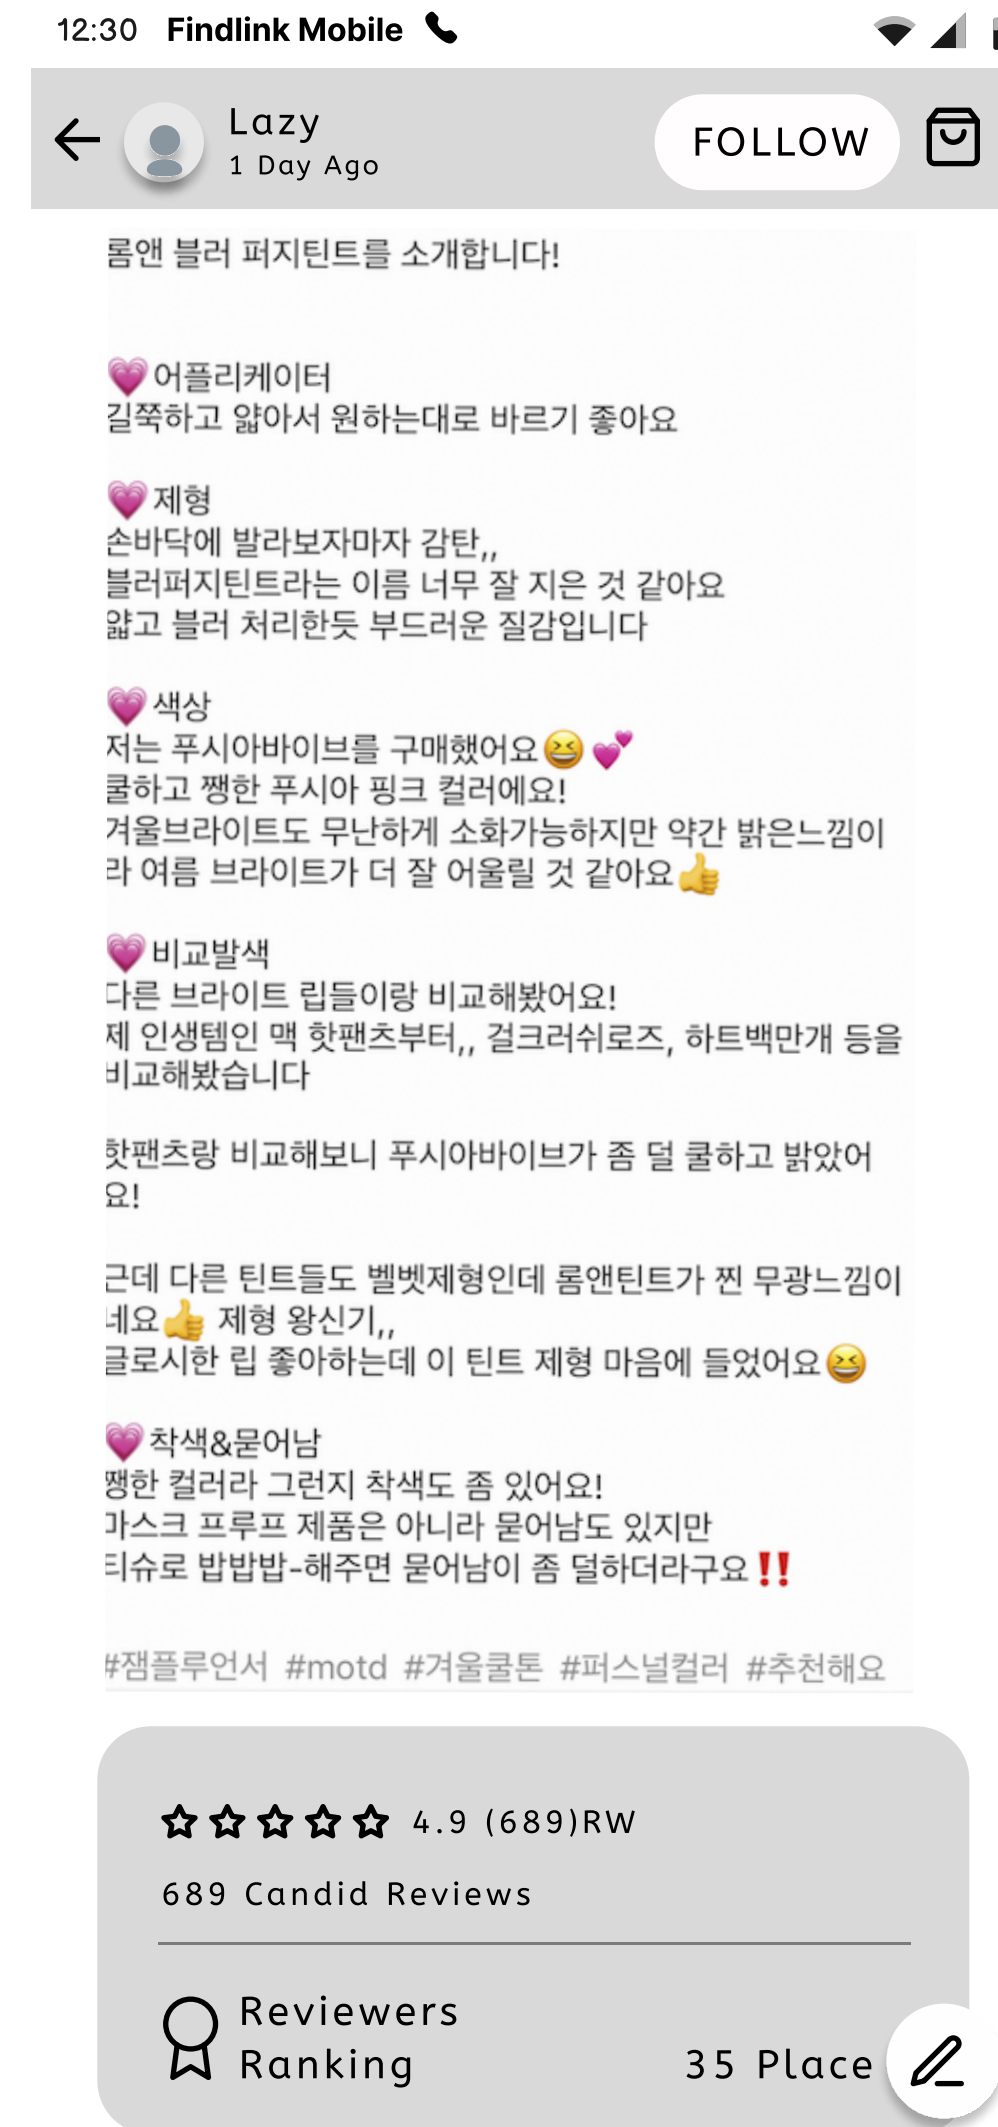 12:30 Findlink Mobile
Lazy
1 Day Ago
FOLLOW
롬앤 블러 퍼지틴트를 소개합니다!
💗어플리케이터
길쭉하고 얇아서 원하는대로 바르기 좋아요
💗제형
손바닥에 발라보자마자 감탄,,
블러퍼지틴트라는 이름 너무 잘 지은 것 같아요
얇고 블러 처리한듯 부드러운 질감입니다
💗색상
저는 푸시아바이브를 구매했어요😆💕
쿨하고 쨍한 푸시아 핑크 컬러에요!
겨울브라이트도 무난하게 소화가능하지만 약간 밝은느낌이
라 여름 브라이트가 더 잘 어울릴 것 같아요👍
💗비교발색
다른 브라이트 립들이랑 비교해봤어요!
제 인생템인 맥 핫팬츠부터,, 걸크러쉬로즈, 하트백만개 등을
비교해봤습니다
핫팬츠랑 비교해보니 푸시아바이브가 좀 덜 쿨하고 밝았어
요!
근데 다른 틴트들도 벨벳제형인데 롬앤틴트가 찐 무광느낌이
네요👍 제형 왕신기,,
글로시한 립 좋아하는데 이 틴트 제형 마음에 들었어요😆
💗착색&묻어남
쨍한 컬러라 그런지 착색도 좀 있어요!
마스크 프루프 제품은 아니라 묻어남도 있지만
티슈로 밥밥밥-해주면 묻어남이 좀 덜하더라구요‼️
#잼플루언서 #motd #겨울쿨톤 #퍼스널컬러 #추천해요
4.9 (689)RW
689 Candid Reviews
Reviewers
Ranking
35 Place